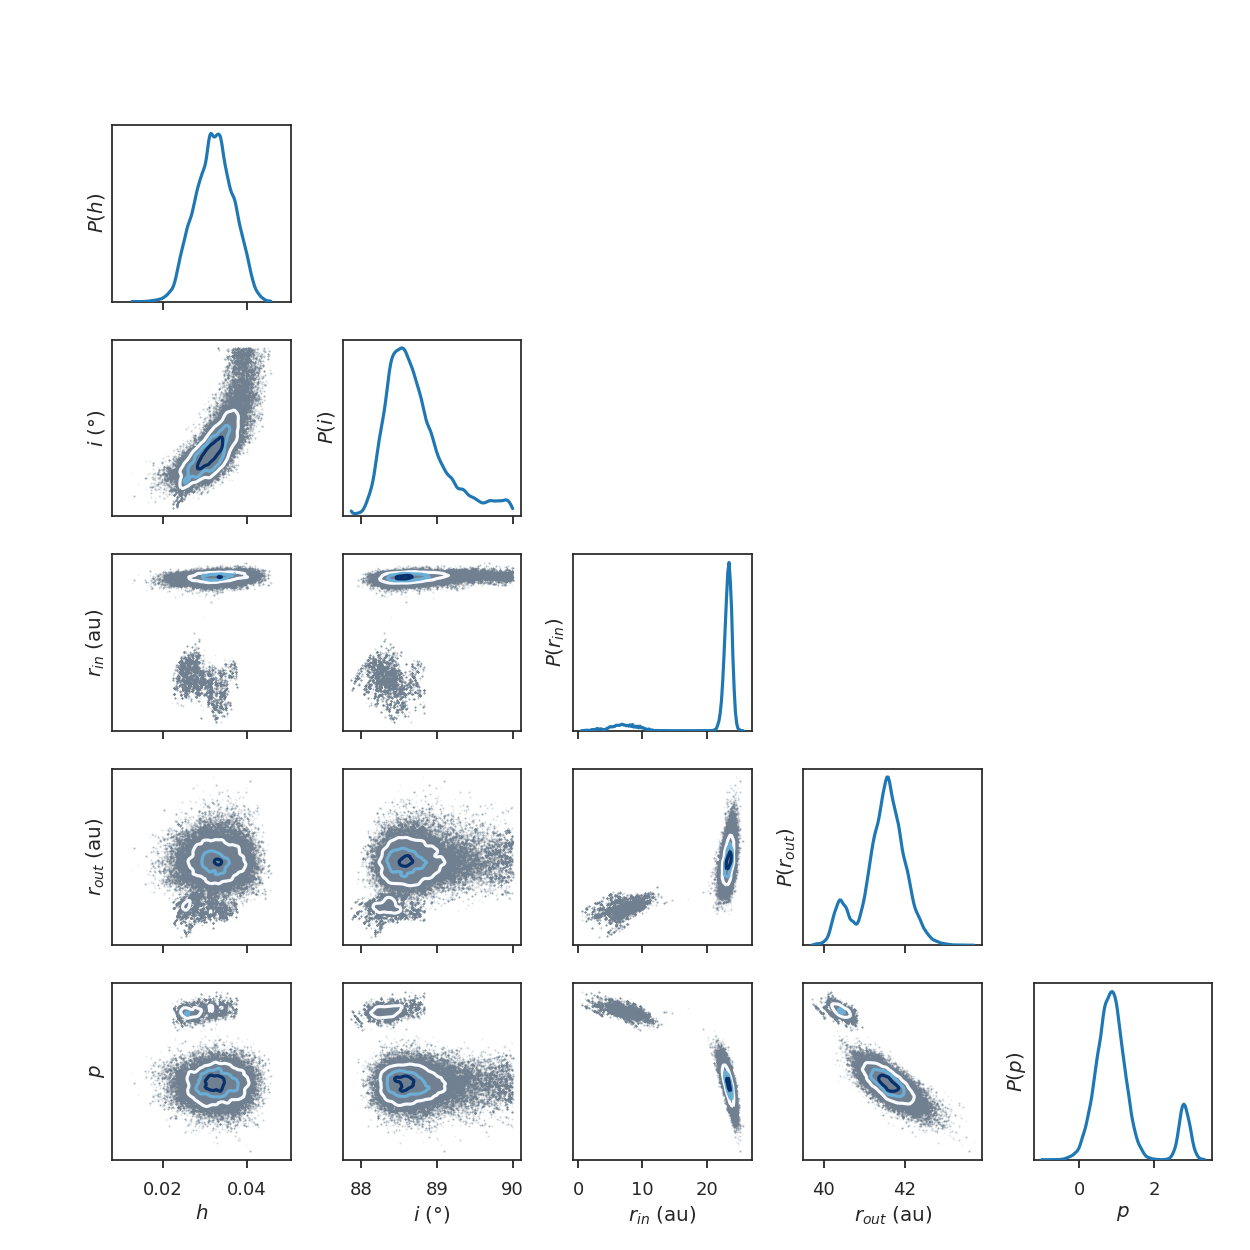 P(h)
i (°)
P(i)
r_in (au)
P(r_in)
r_out (au)
P(r_out)
p
P(p)
0.02 0.04 88 89 90 0 10 20 40 42 0 2
h i (°) r_in (au) r_out (au) p